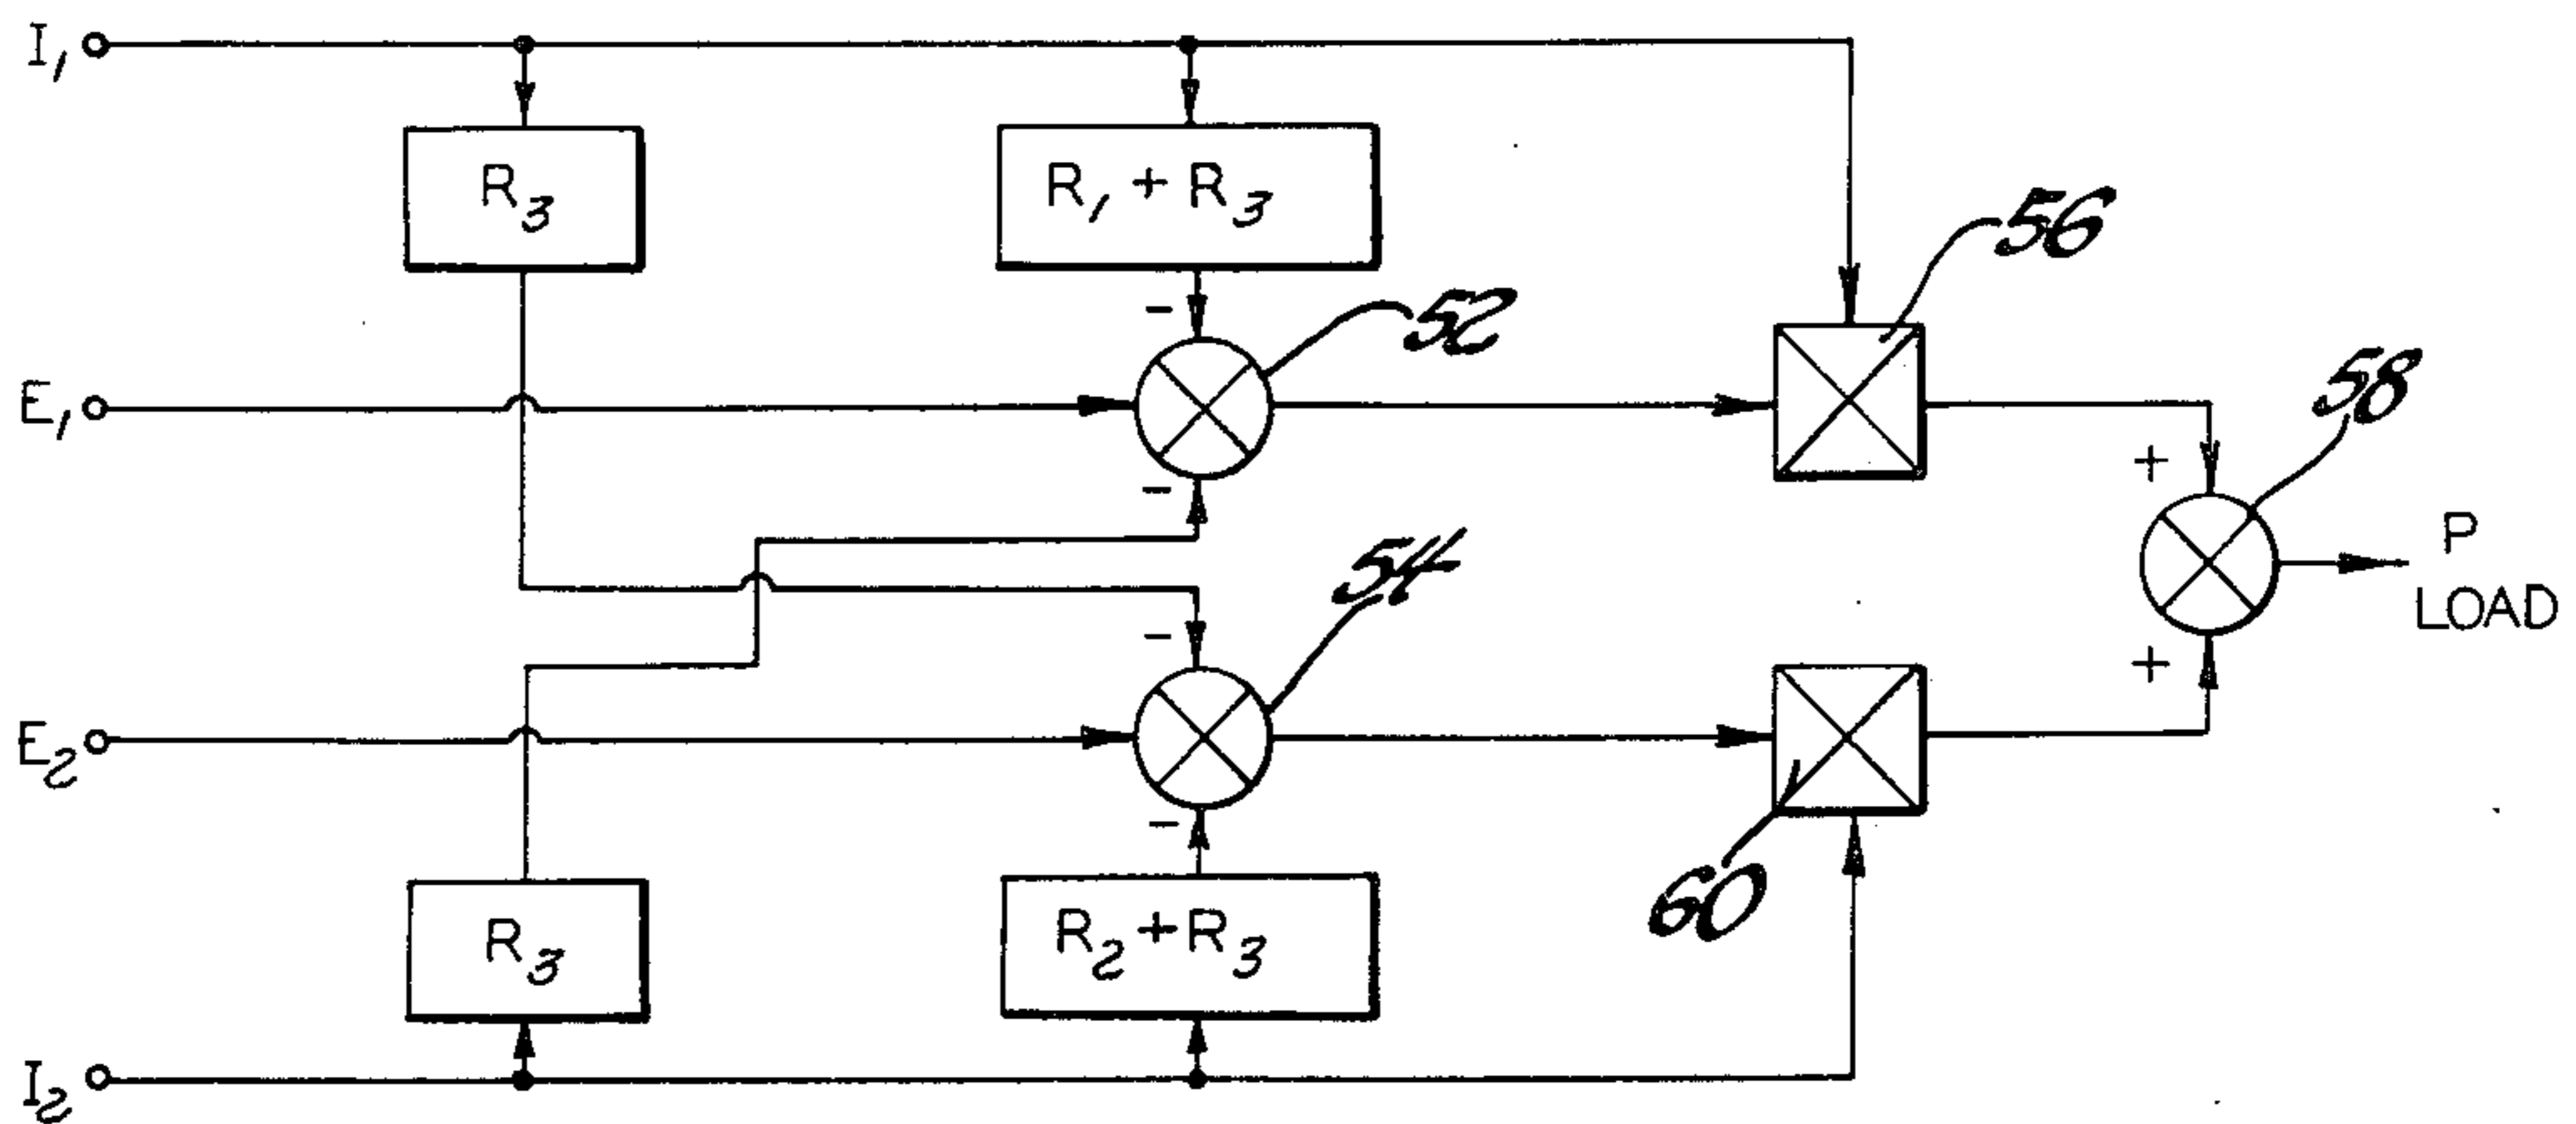 I₁
R₃
R₁ + R₃
56
-
52
E₁
58
+
-
P
LOAD
54
-
+
E₂
-
60
R₃
R₂ + R₃
I₂